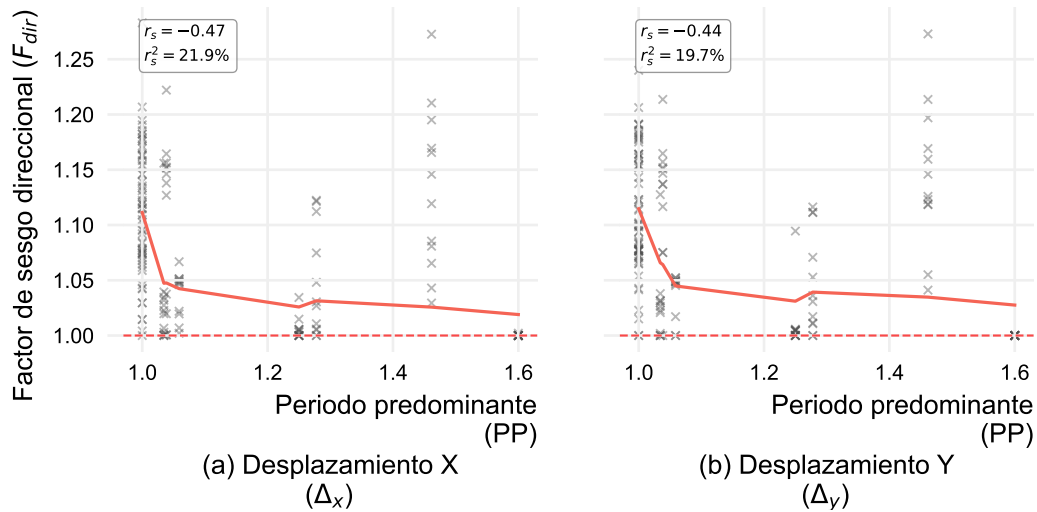 Factor de sesgo direccional (F_dir)
r_s = −0.47
r_s^2 = 21.9%
1.25
1.20
1.15
1.10
1.05
1.00
1.0
1.2
1.4
1.6
Periodo predominante
(PP)
(a) Desplazamiento X
(Δ_x)
r_s = −0.44
r_s^2 = 19.7%
1.0
1.2
1.4
1.6
Periodo predominante
(PP)
(b) Desplazamiento Y
(Δ_y)